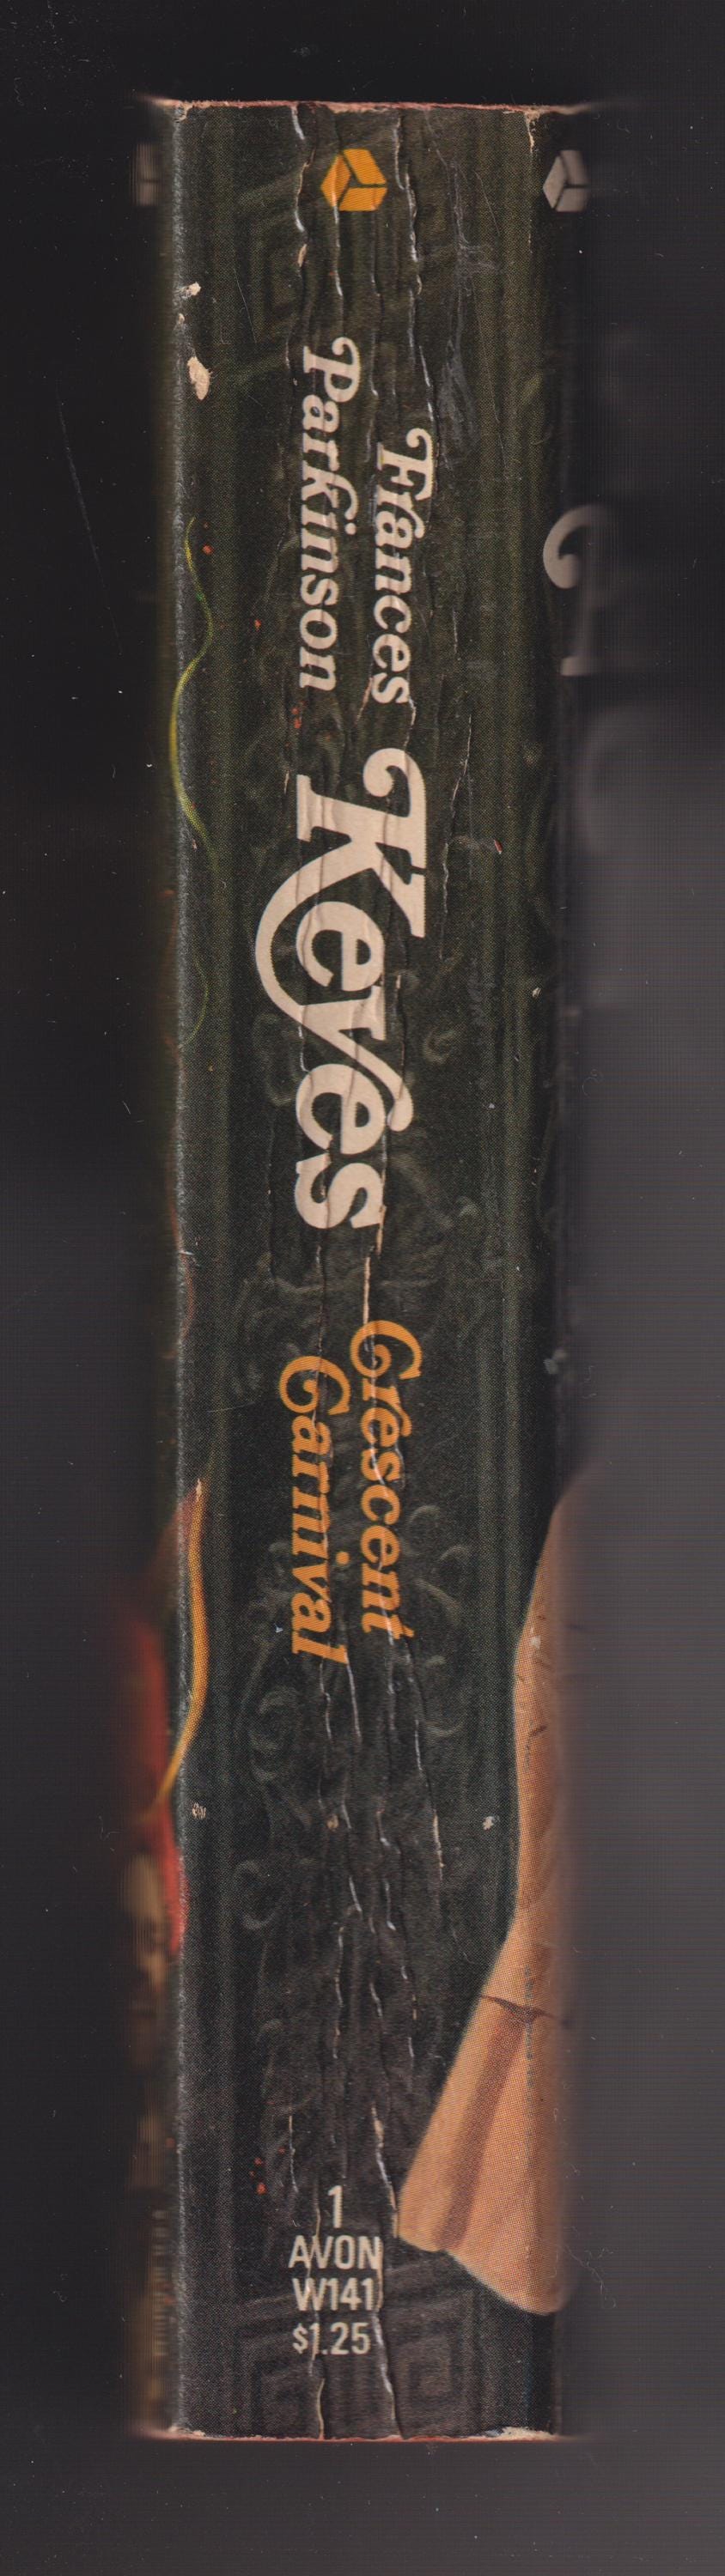 Frances
Parkinson
Keyes
Crescent
Carnival
1
AVON
W141
$1.25